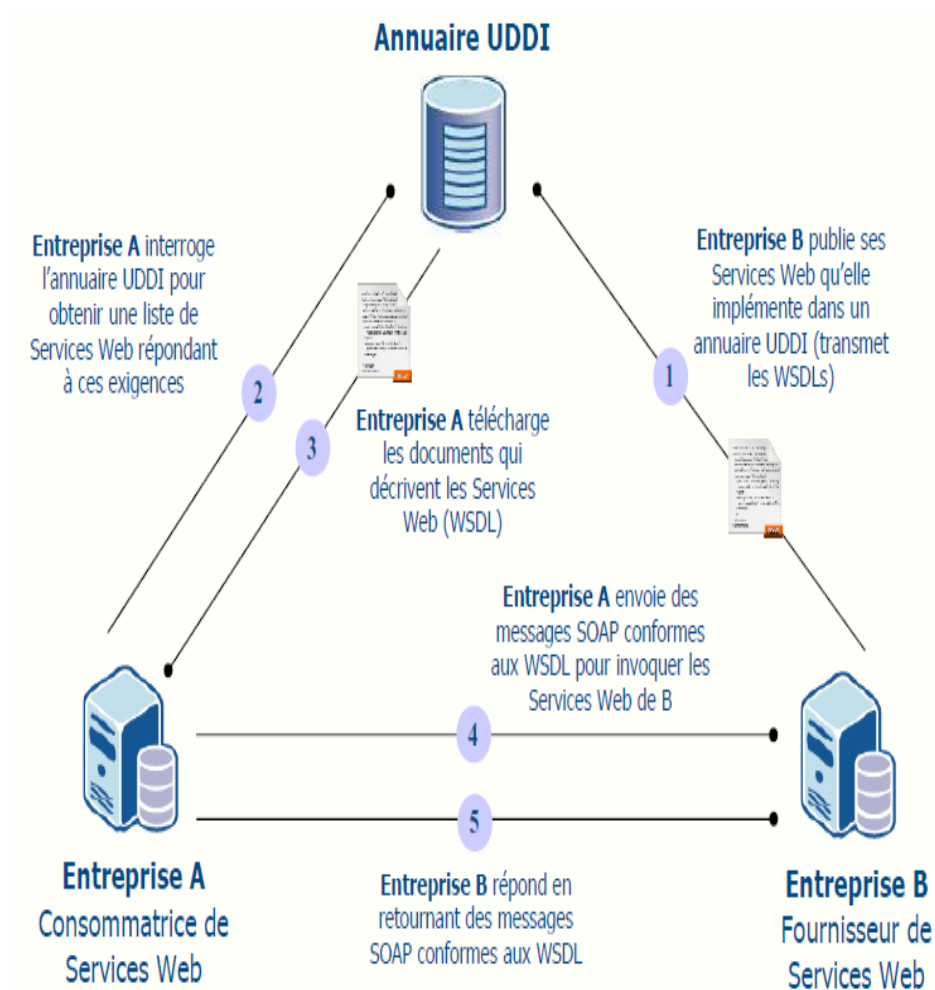 Annuaire UDDI
Entreprise A interroge
l'annuaire UDDI pour
obtenir une liste de
Services Web répondant
à ces exigences
Entreprise B publie ses
Services Web qu'elle
implémente dans un
annuaire UDDI (transmet
les WSDLs)
2
1
3
Entreprise A télécharge
les documents qui
décrivent les Services
Web (WSDL)
Entreprise A envoie des
messages SOAP conformes
aux WSDL pour invoquer les
Services Web de B
4
5
Entreprise A
Consommatrice de
Services Web
Entreprise B répond en
retournant des messages
SOAP conformes aux WSDL
Entreprise B
Fournisseur de
Services Web